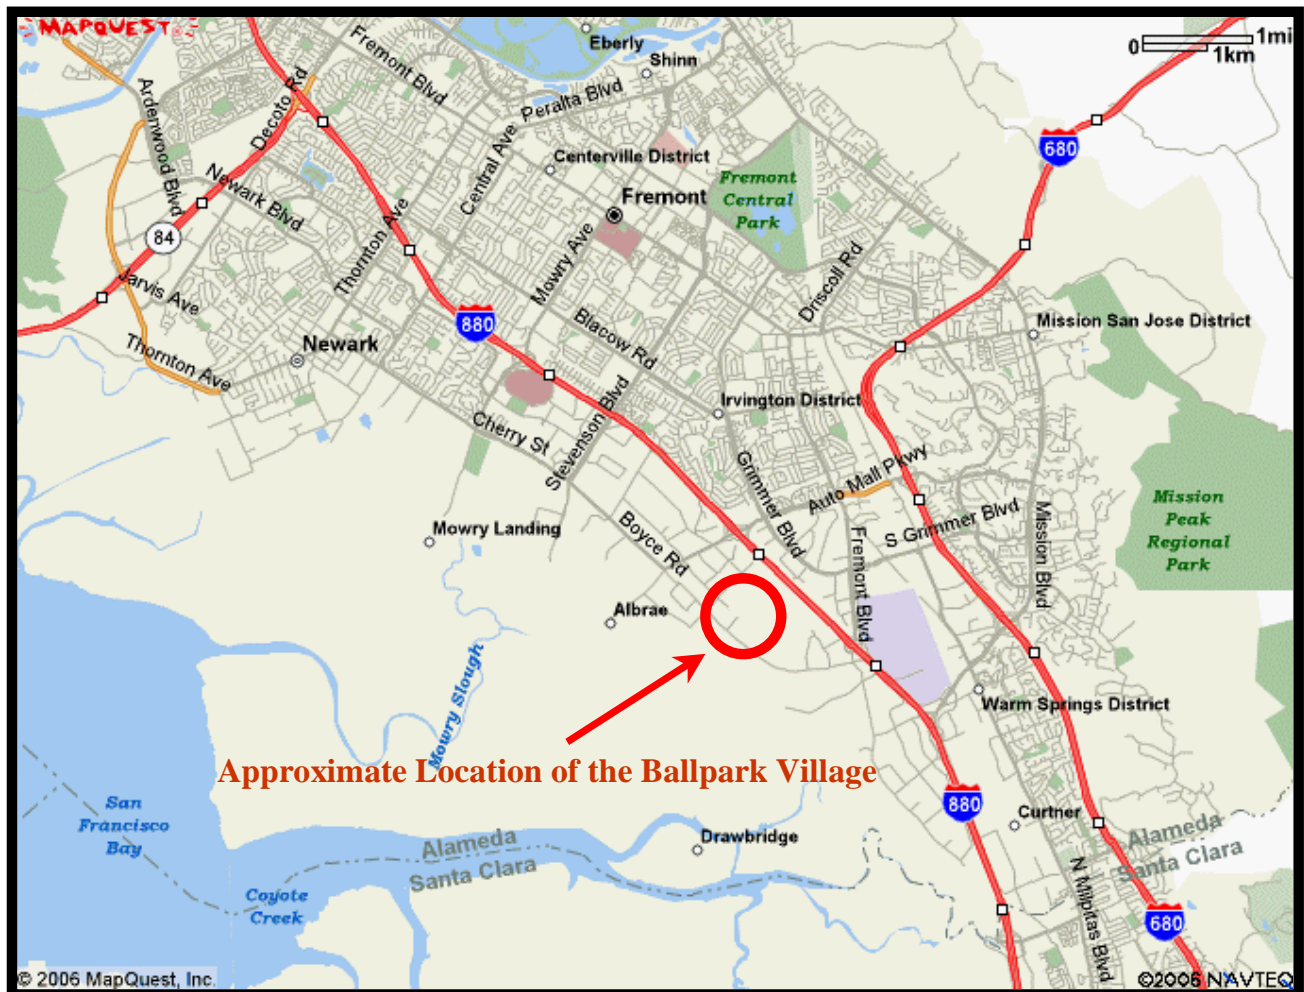 MAPQUEST
Eberly
0 1mi
1km
Fremont Blvd
Shinn
Ardenwood Blvd
Decoto Rd
Peralta Blvd
680
Central Ave
Centerville District
Newark Blvd
Fremont
Fremont
Central
Park
84
Thornton Ave
Mowry Ave
Driscoll Rd
Jarvis Ave
880
Blacow Rd
Mission San Jose District
Newark
Thornton Ave
Irvington District
Cherry St
Stevenson Blvd
Grimmer Blvd
Auto Mall Pkwy
Mission
Peak
Regional
Park
Mowry Landing
Boyce Rd
S Grimmer Blvd
Mission Blvd
Fremont Blvd
Albrae
Mowry Slough
Warm Springs District
Approximate Location of the Ballpark Village
San
Francisco
Bay
880
Curtner
Drawbridge
Alameda
Santa Clara
Alameda
Santa Clara
Coyote
Creek
N Milpitas Blvd
680
© 2006 MapQuest, Inc.
©2006 NAVTEQ